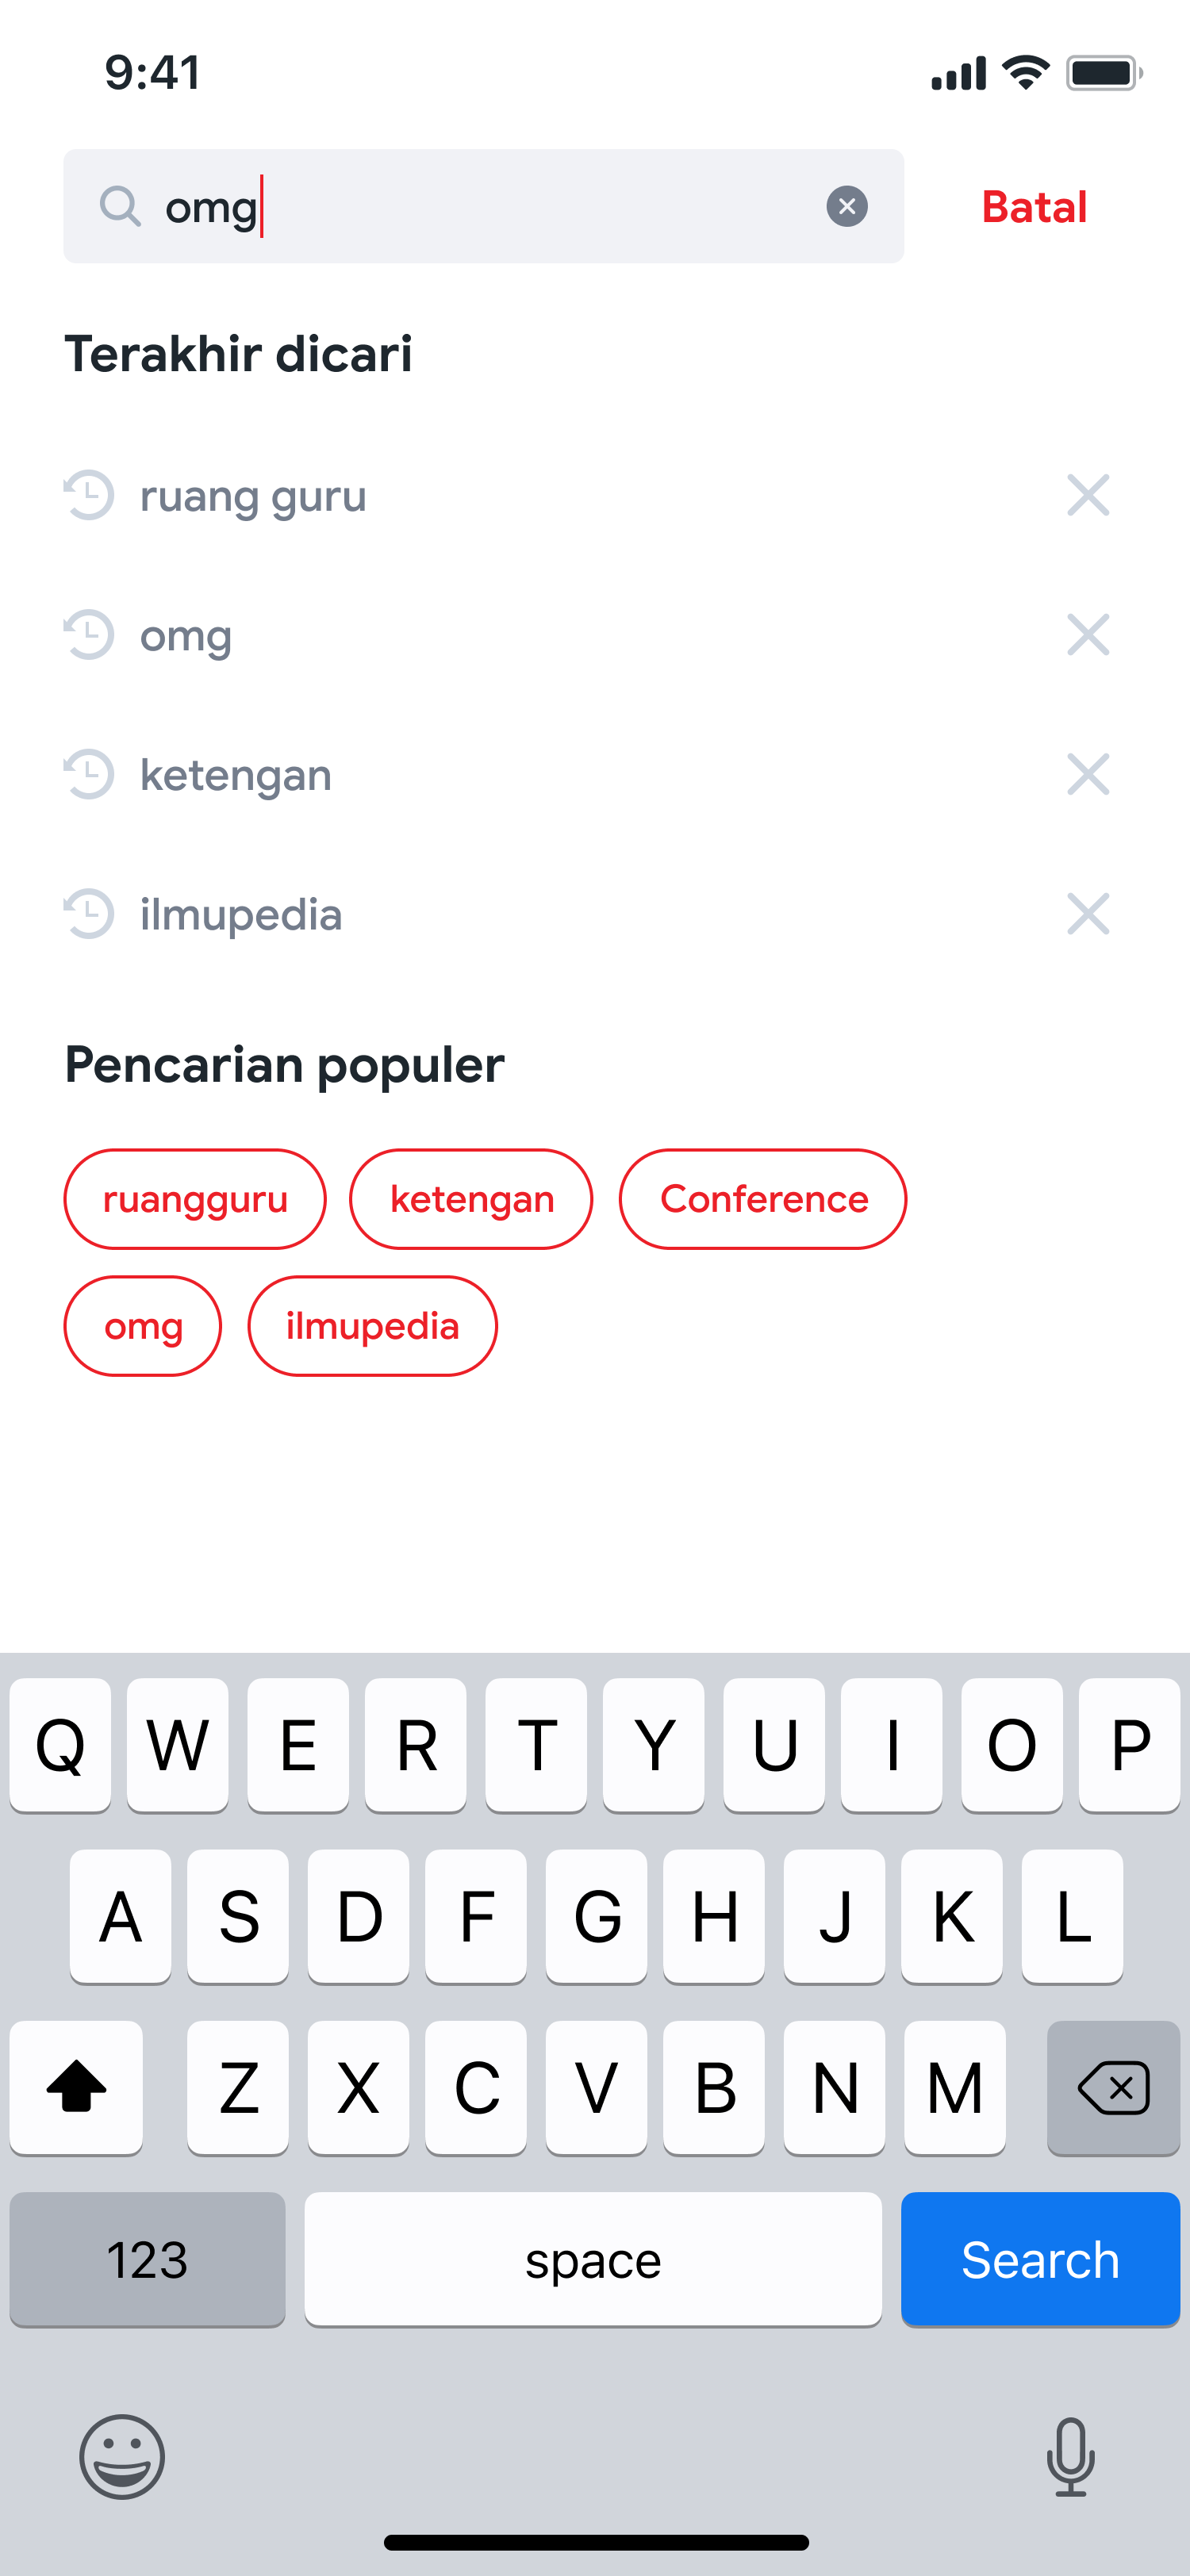 9:41
omg
Batal
Terakhir dicari
ruang guru
omg
ketengan
ilmupedia
Pencarian populer
ruangguru ketengan Conference
omg ilmupedia
Q W E R T Y U I O P
A S D F G H J K L
Z X C V B N M
123 space Search